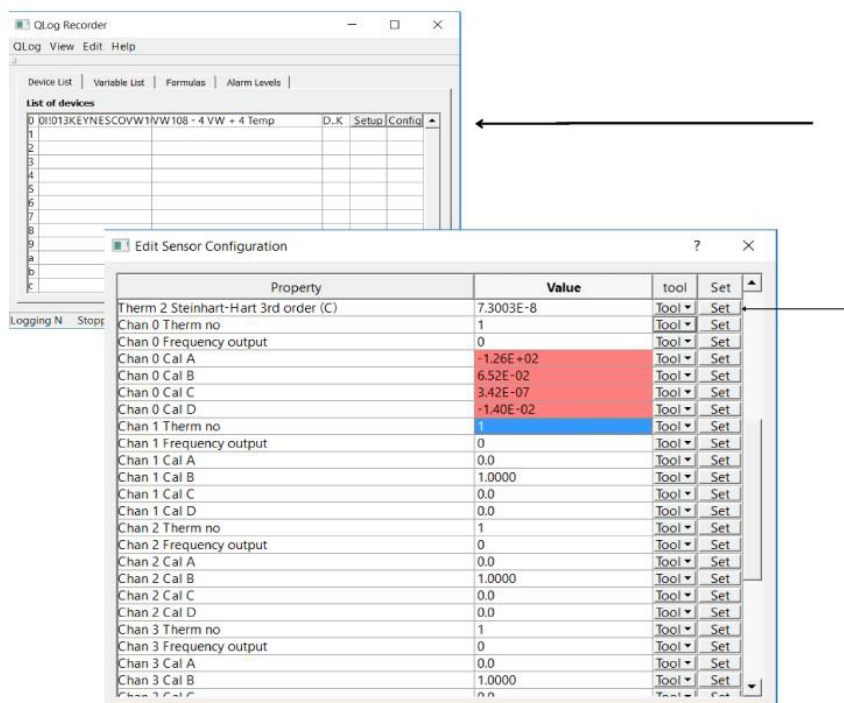 QLog Recorder
QLog View Edit Help
Device List Variable List Formulas Alarm Levels
List of devices
0 0I!013KEYNESCOVW1 VW108 - 4 VW + 4 Temp D..K Setup Config
1
2
3
4
5
6
7
8
9
a
b
c
Logging N Stopp
Edit Sensor Configuration ?
Property Value tool Set
Therm 2 Steinhart-Hart 3rd order (C) 7.3003E-8 Tool Set
Chan 0 Therm no 1 Tool Set
Chan 0 Frequency output 0 Tool Set
Chan 0 Cal A -1.26E+02 Tool Set
Chan 0 Cal B 6.52E-02 Tool Set
Chan 0 Cal C 3.42E-07 Tool Set
Chan 0 Cal D -1.40E-02 Tool Set
Chan 1 Therm no 1 Tool Set
Chan 1 Frequency output 0 Tool Set
Chan 1 Cal A 0.0 Tool Set
Chan 1 Cal B 1.0000 Tool Set
Chan 1 Cal C 0.0 Tool Set
Chan 1 Cal D 0.0 Tool Set
Chan 2 Therm no 1 Tool Set
Chan 2 Frequency output 0 Tool Set
Chan 2 Cal A 0.0 Tool Set
Chan 2 Cal B 1.0000 Tool Set
Chan 2 Cal C 0.0 Tool Set
Chan 2 Cal D 0.0 Tool Set
Chan 3 Therm no 1 Tool Set
Chan 3 Frequency output 0 Tool Set
Chan 3 Cal A 0.0 Tool Set
Chan 3 Cal B 1.0000 Tool Set
Chan 3 Cal C 0.0 Tool Set